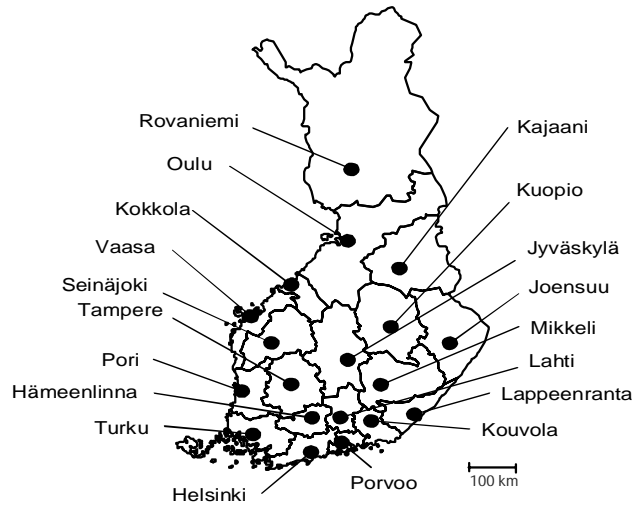 Rovaniemi
Kajaani
Oulu
Kuopio
Kokkola
Vaasa
Jyväskylä
Seinäjoki
Joensuu
Tampere
Mikkeli
Pori
Lahti
Hämeenlinna
Lappeenranta
Turku
Kouvola
100 km
Porvoo
Helsinki